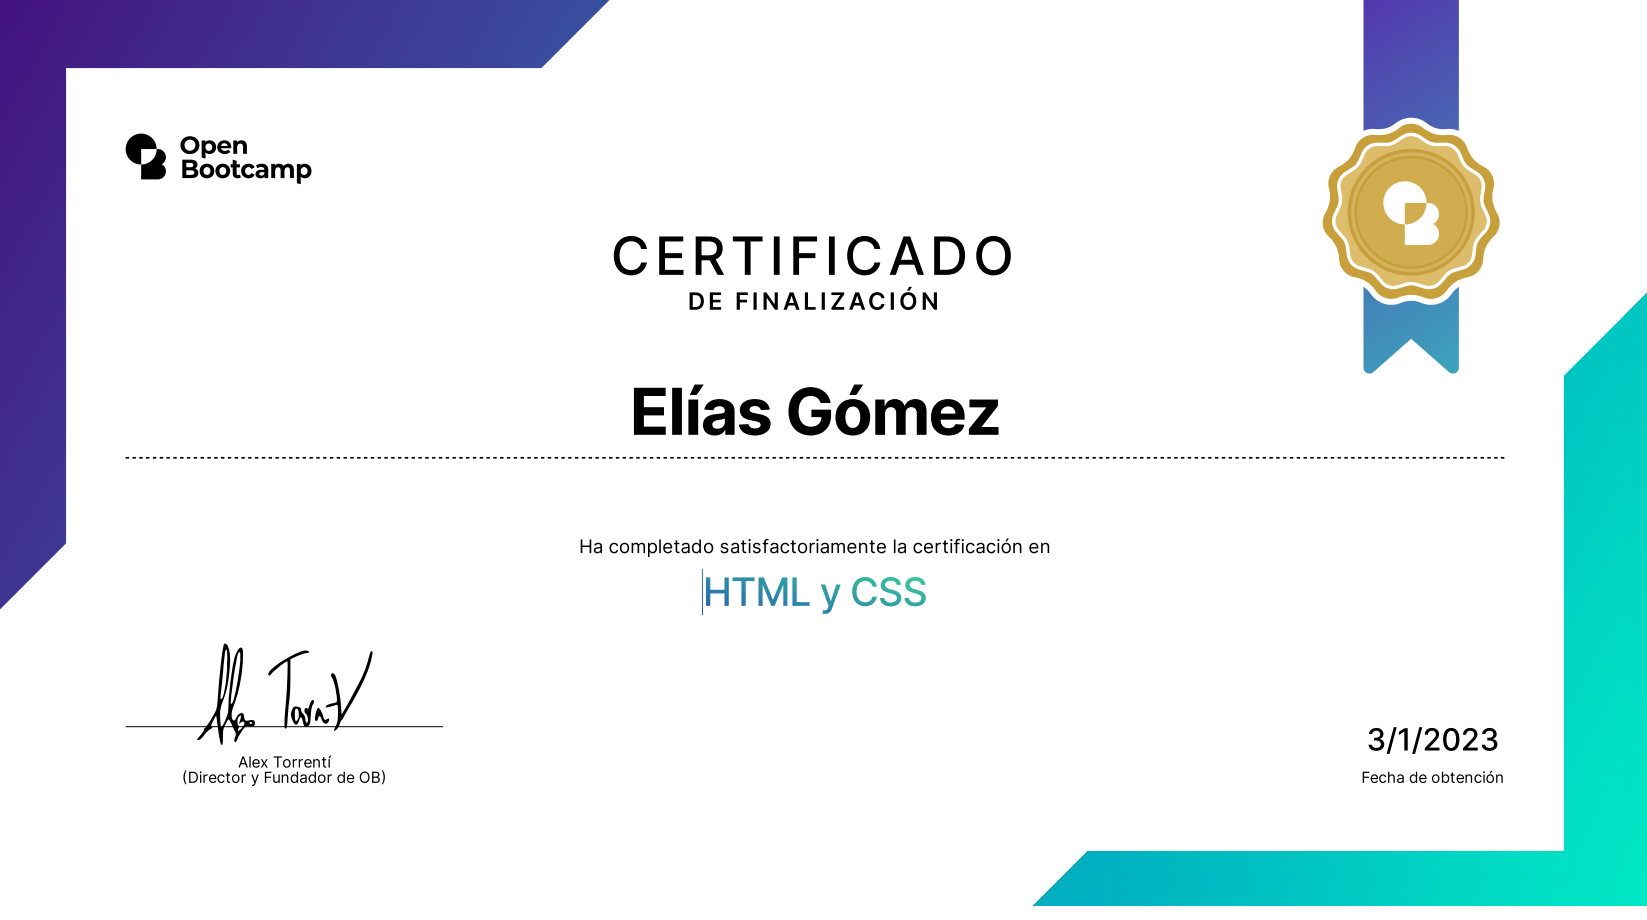 Open
Bootcamp
CERTIFICADO
DE FINALIZACIÓN
Elías Gómez
Ha completado satisfactoriamente la certificación en
HTML y CSS
Alex Torrentí
(Director y Fundador de OB)
3/1/2023
Fecha de obtención